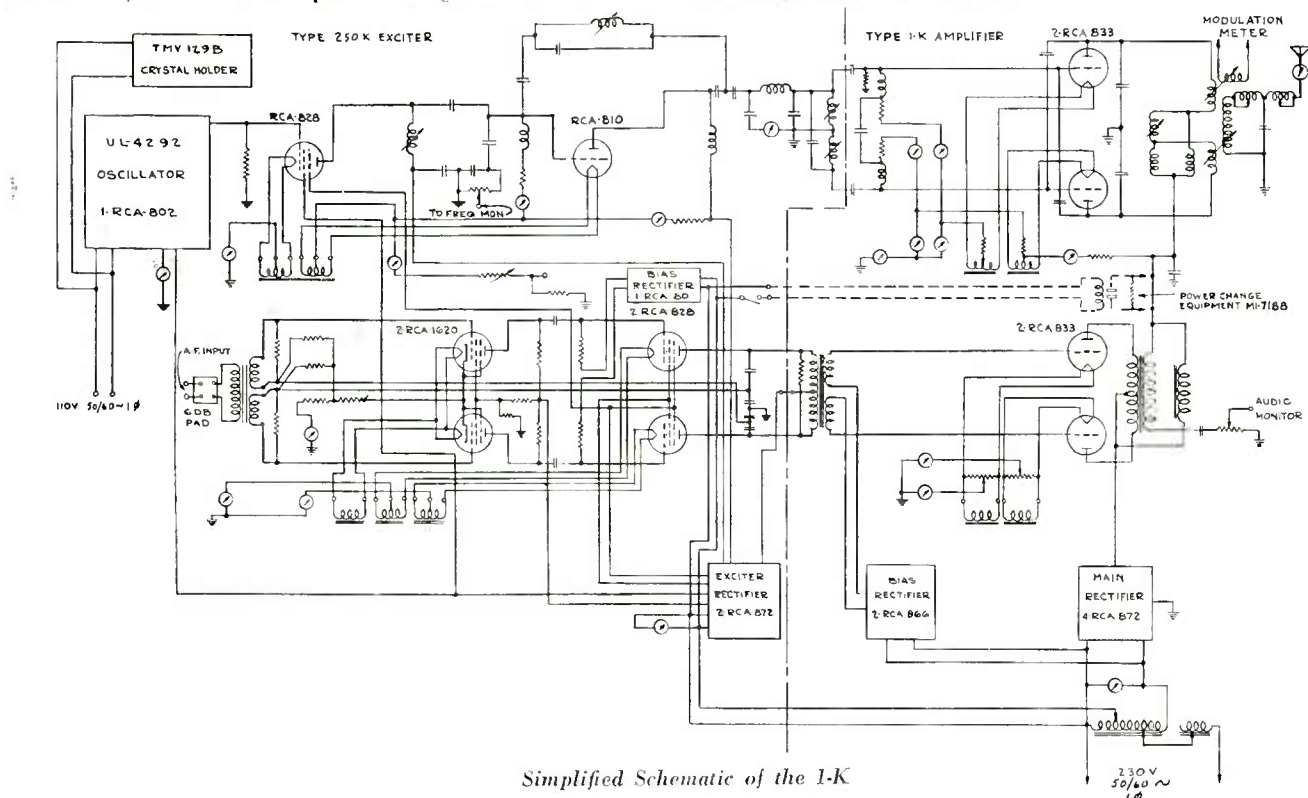 TYPE 250K EXCITER
TYPE 1-K AMPLIFIER
2-RCA 833
MODULATION
METER
TMV 129B
CRYSTAL HOLDER
RCA-828
RCA-810
UL-4292
OSCILLATOR
1-RCA-802
TO FREQ MON
BIAS
RECTIFIER
1 RCA 80
2 RCA 828
POWER CHANGE
EQUIPMENT MI-7188
2-RCA-1620
2-RCA 833
A.F. INPUT
6 DB
PAD
110V 50/60~1Ø
AUDIO
MONITOR
EXCITER
RECTIFIER
2-RCA 872
BIAS
RECTIFIER
2-RCA 866
MAIN
RECTIFIER
4-RCA 872
230 V
50/60 ~
1Ø
Simplified Schematic of the 1-K